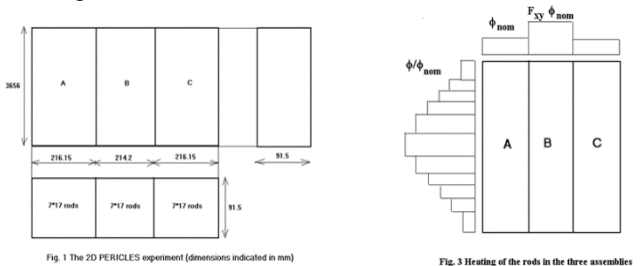 3656
A B C
216.15 214.2 216.15 91.5
7*17 rods 7*17 rods 7*17 rods
91.5
Fig. 1 The 2D PERICLES experiment (dimensions indicated in mm)
ϕnom Fxy ϕnom
ϕ/ϕnom
A B C
Fig. 3 Heating of the rods in the three assemblies